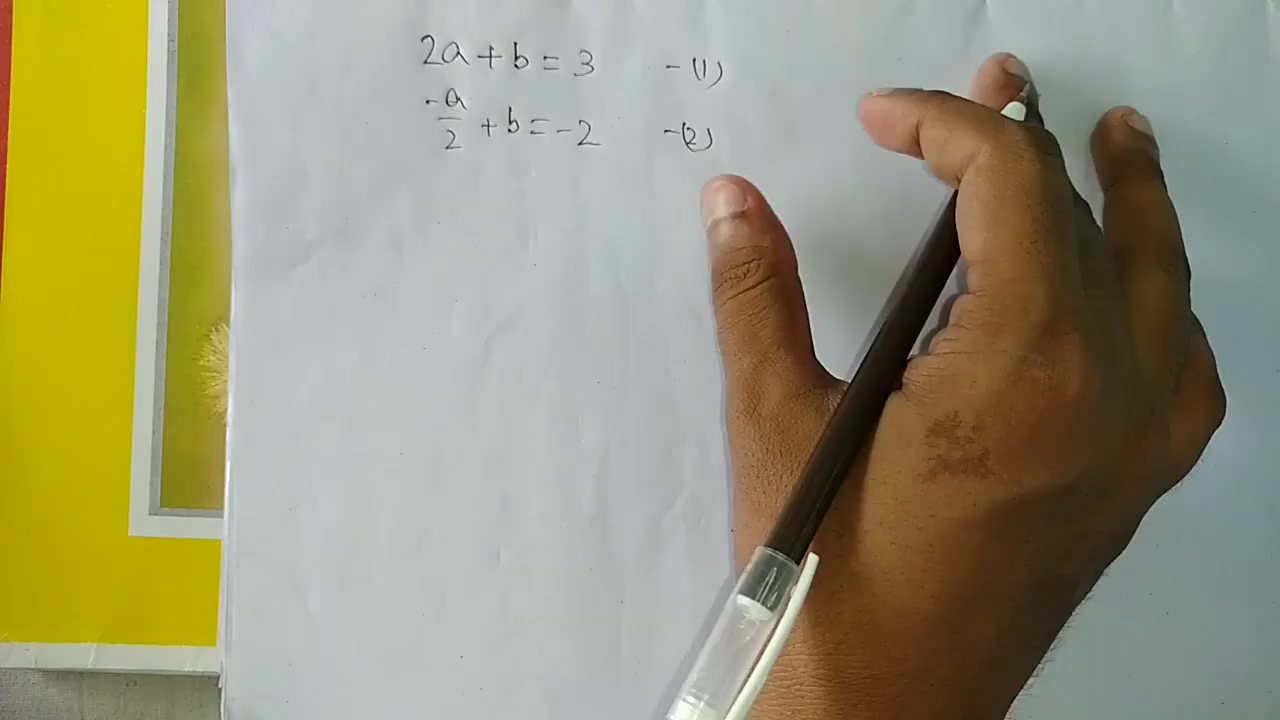 2a + b = 3 - (1)
-a/2 + b = -2 - (2)